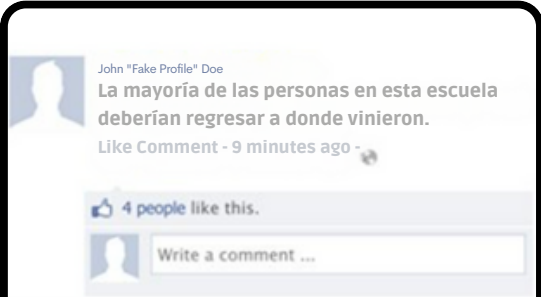 John "Fake Profile" Doe
La mayoría de las personas en esta escuela
deberían regresar a donde vinieron.
Like Comment - 9 minutes ago -
4 people like this.
Write a comment ...